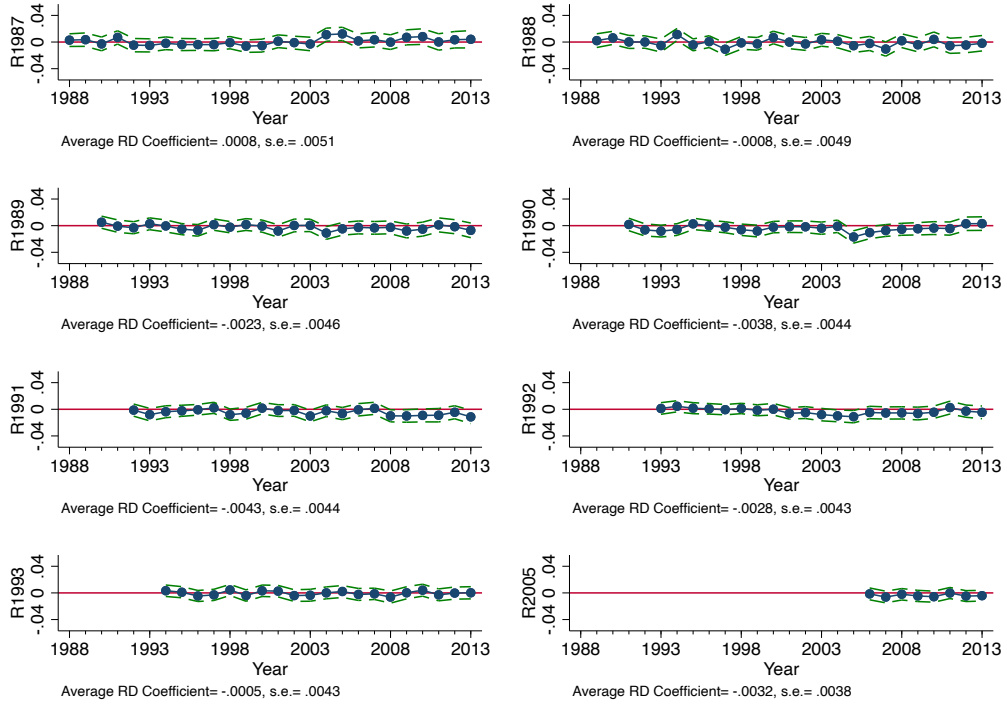 R1987
.04
0
-.04
1988 1993 1998 2003 2008 2013
Year
Average RD Coefficient= .0008, s.e.= .0051
R1988
.04
0
-.04
1988 1993 1998 2003 2008 2013
Year
Average RD Coefficient= -.0008, s.e.= .0049
R1989
.04
0
-.04
1988 1993 1998 2003 2008 2013
Year
Average RD Coefficient= -.0023, s.e.= .0046
R1990
.04
0
-.04
1988 1993 1998 2003 2008 2013
Year
Average RD Coefficient= -.0038, s.e.= .0044
R1991
.04
0
-.04
1988 1993 1998 2003 2008 2013
Year
Average RD Coefficient= -.0043, s.e.= .0044
R1992
.04
0
-.04
1988 1993 1998 2003 2008 2013
Year
Average RD Coefficient= -.0028, s.e.= .0043
R1993
.04
0
-.04
1988 1993 1998 2003 2008 2013
Year
Average RD Coefficient= -.0005, s.e.= .0043
R2005
.04
0
-.04
1988 1993 1998 2003 2008 2013
Year
Average RD Coefficient= -.0032, s.e.= .0038